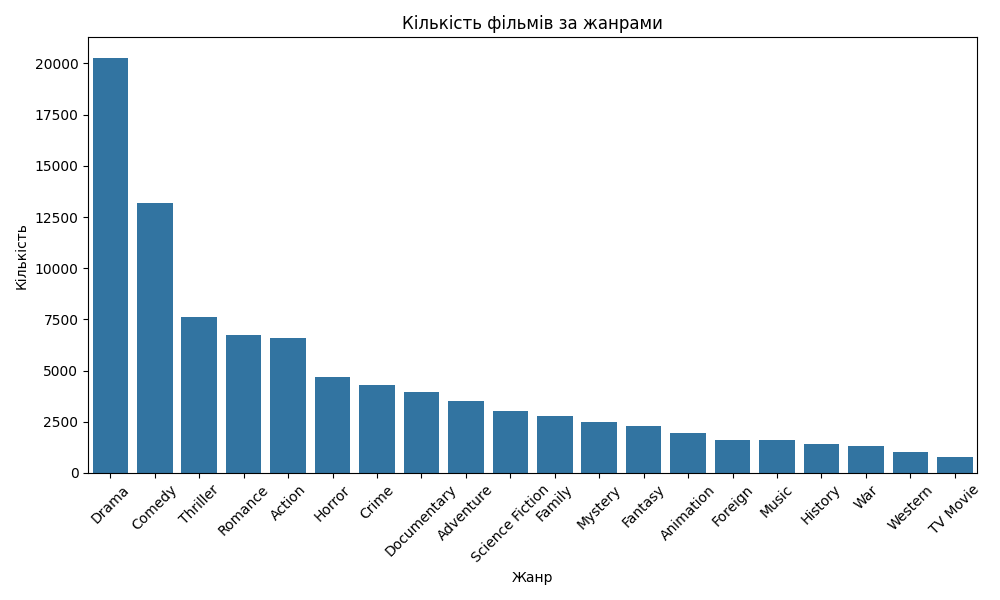 Кількість фільмів за жанрами
Кількість
20000
17500
15000
12500
10000
7500
5000
2500
0
Drama
Comedy
Thriller
Romance
Action
Horror
Crime
Documentary
Adventure
Science Fiction
Family
Mystery
Fantasy
Animation
Foreign
Music
History
War
Western
TV Movie
Жанр